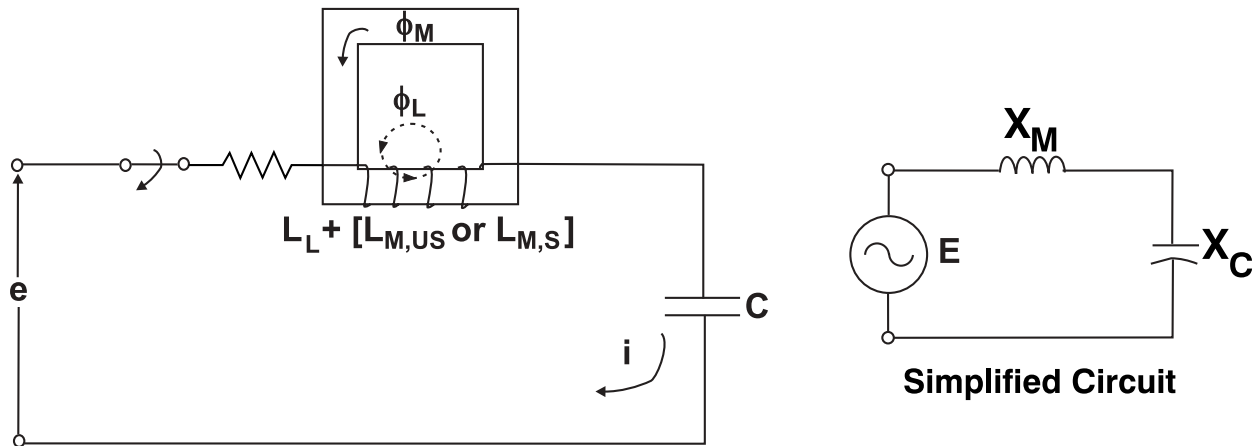 ϕM
ϕL
LL + [LM,US or LM,S]
e
C
i
XM
E
XC
Simplified Circuit